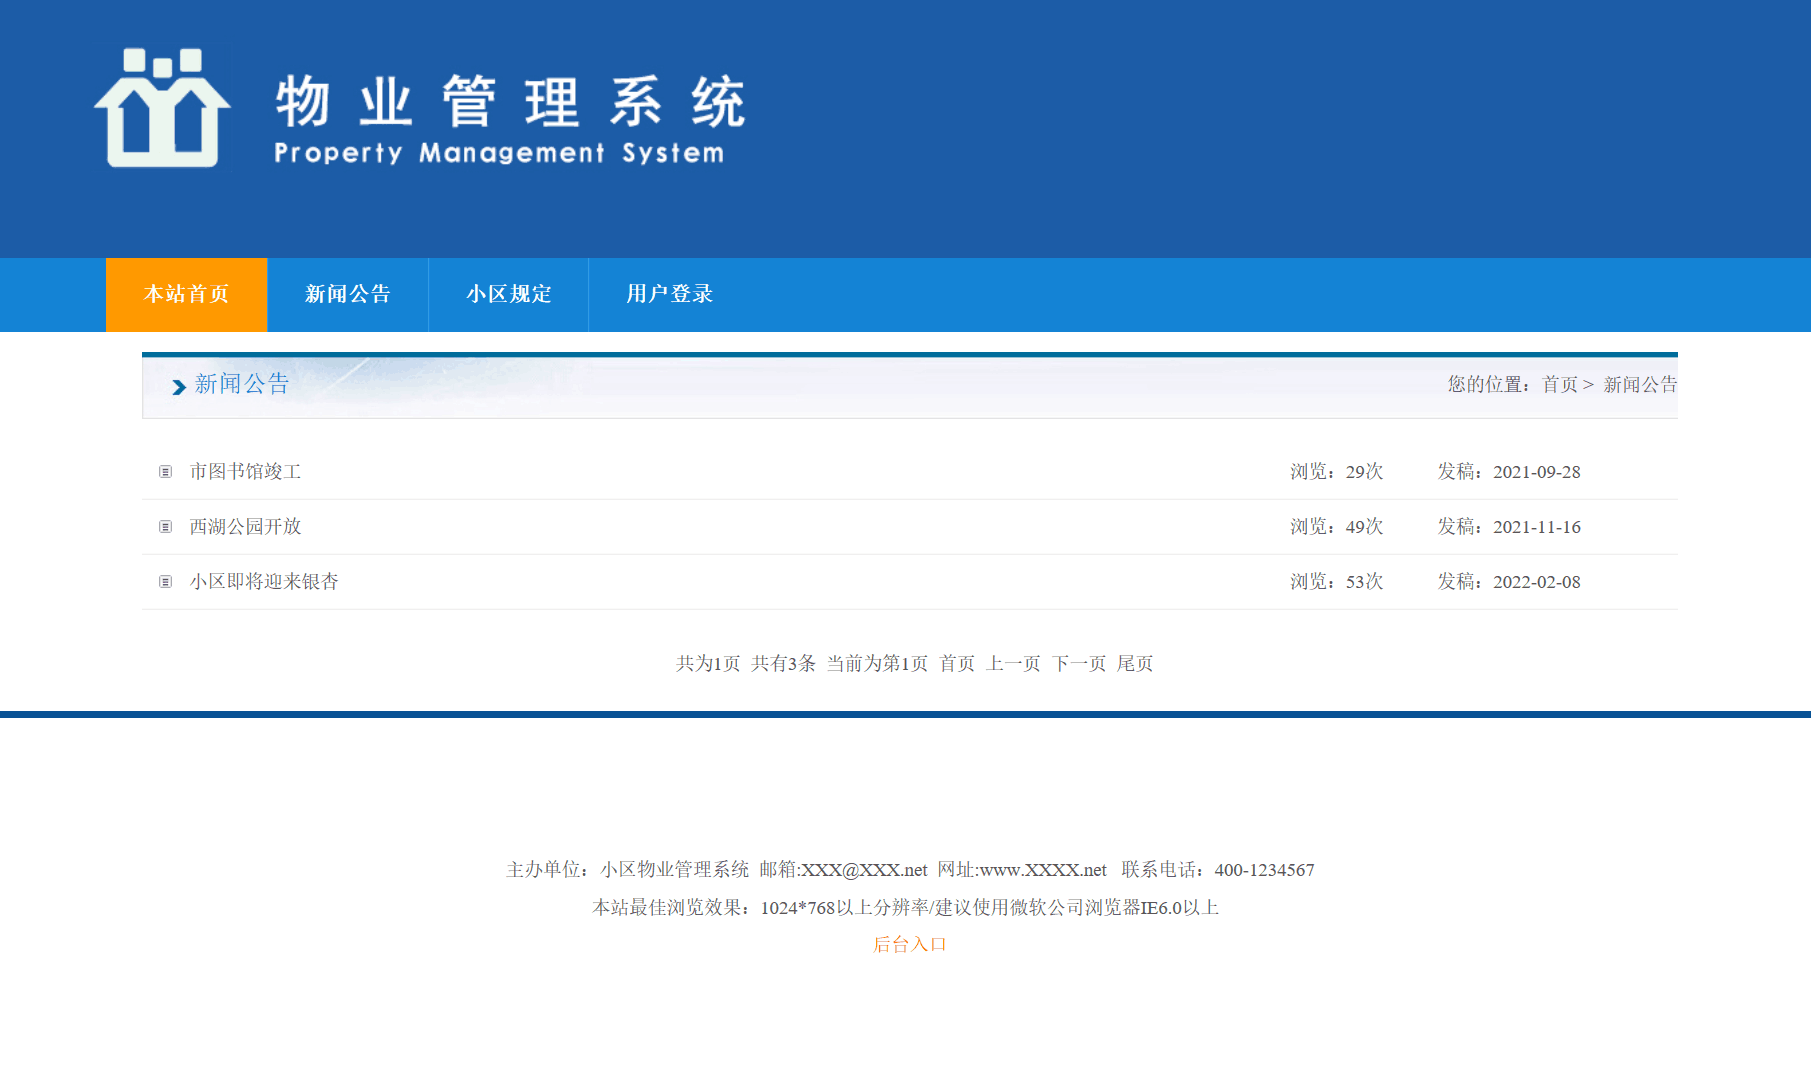 物业管理系统
Property Management System
本站首页 新闻公告 小区规定 用户登录
新闻公告 您的位置：首页 > 新闻公告
市图书馆竣工 浏览：29次 发稿：2021-09-28
西湖公园开放 浏览：49次 发稿：2021-11-16
小区即将迎来银杏 浏览：53次 发稿：2022-02-08
共为1页 共有3条 当前为第1页 首页 上一页 下一页 尾页
主办单位：小区物业管理系统 邮箱:XXX@XXX.net 网址:www.XXXX.net 联系电话：400-1234567
本站最佳浏览效果：1024*768以上分辨率/建议使用微软公司浏览器IE6.0以上
后台入口